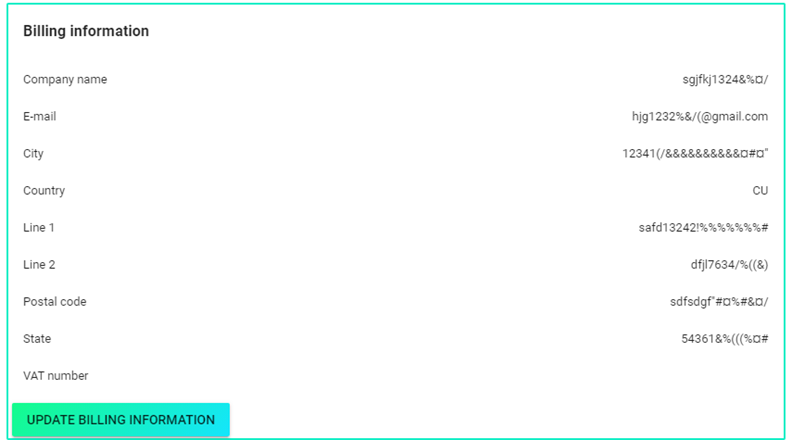 Billing information
Company name sgjfkj1324&%¤/
E-mail hjg1232%&/(@gmail.com
City 12341(/&&&&&&&&&&¤#¤"
Country CU
Line 1 safd13242!%%%%%%%#
Line 2 dfjl7634/%((&)
Postal code sdfsdgf"#¤%#&¤/
State 54361&%(((%¤#
VAT number
UPDATE BILLING INFORMATION